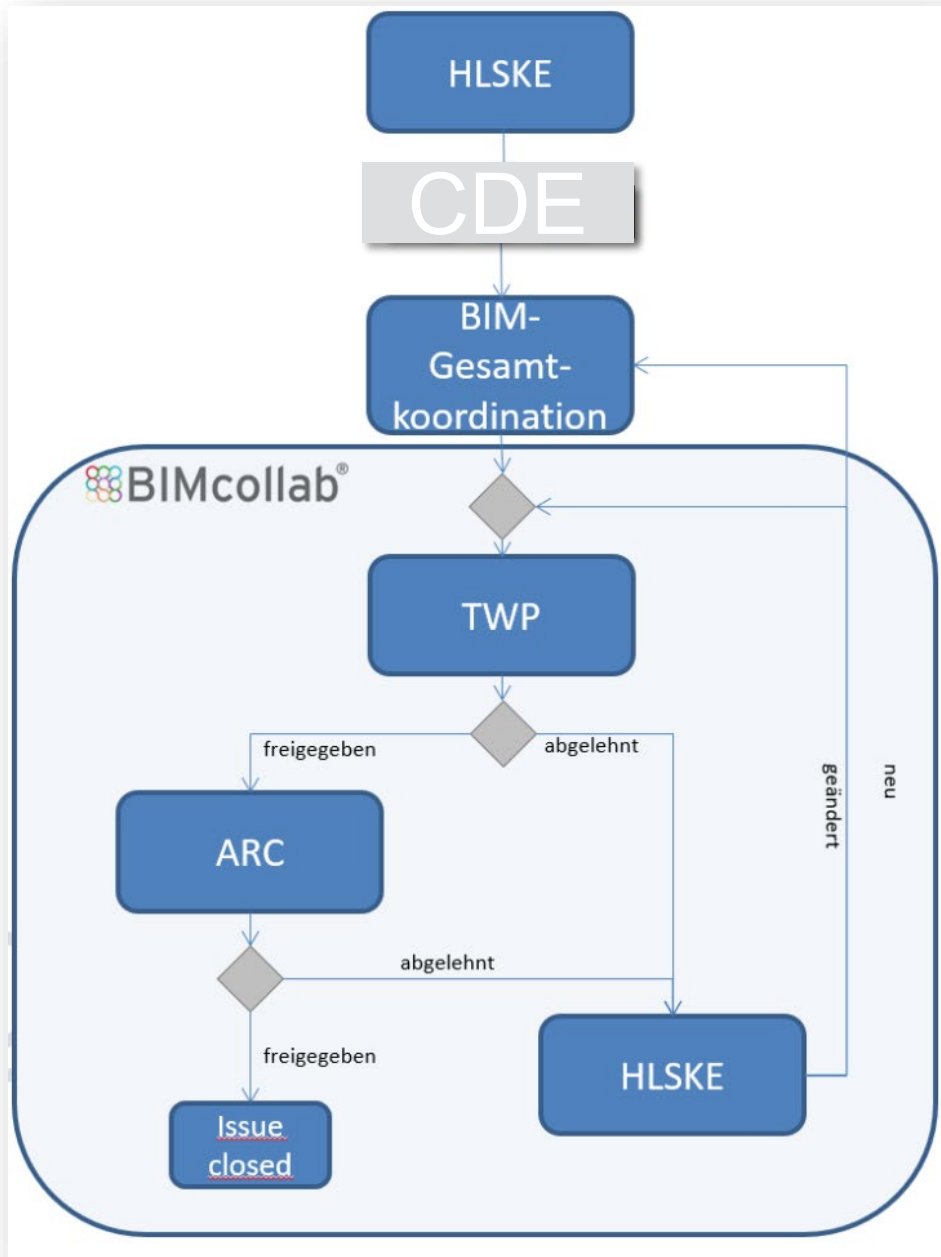 HLSKE
CDE
BIM-
Gesamt-
koordination
BIMcollab®
TWP
freigegeben
abgelehnt
neu
geändert
ARC
abgelehnt
freigegeben
HLSKE
Issue
closed